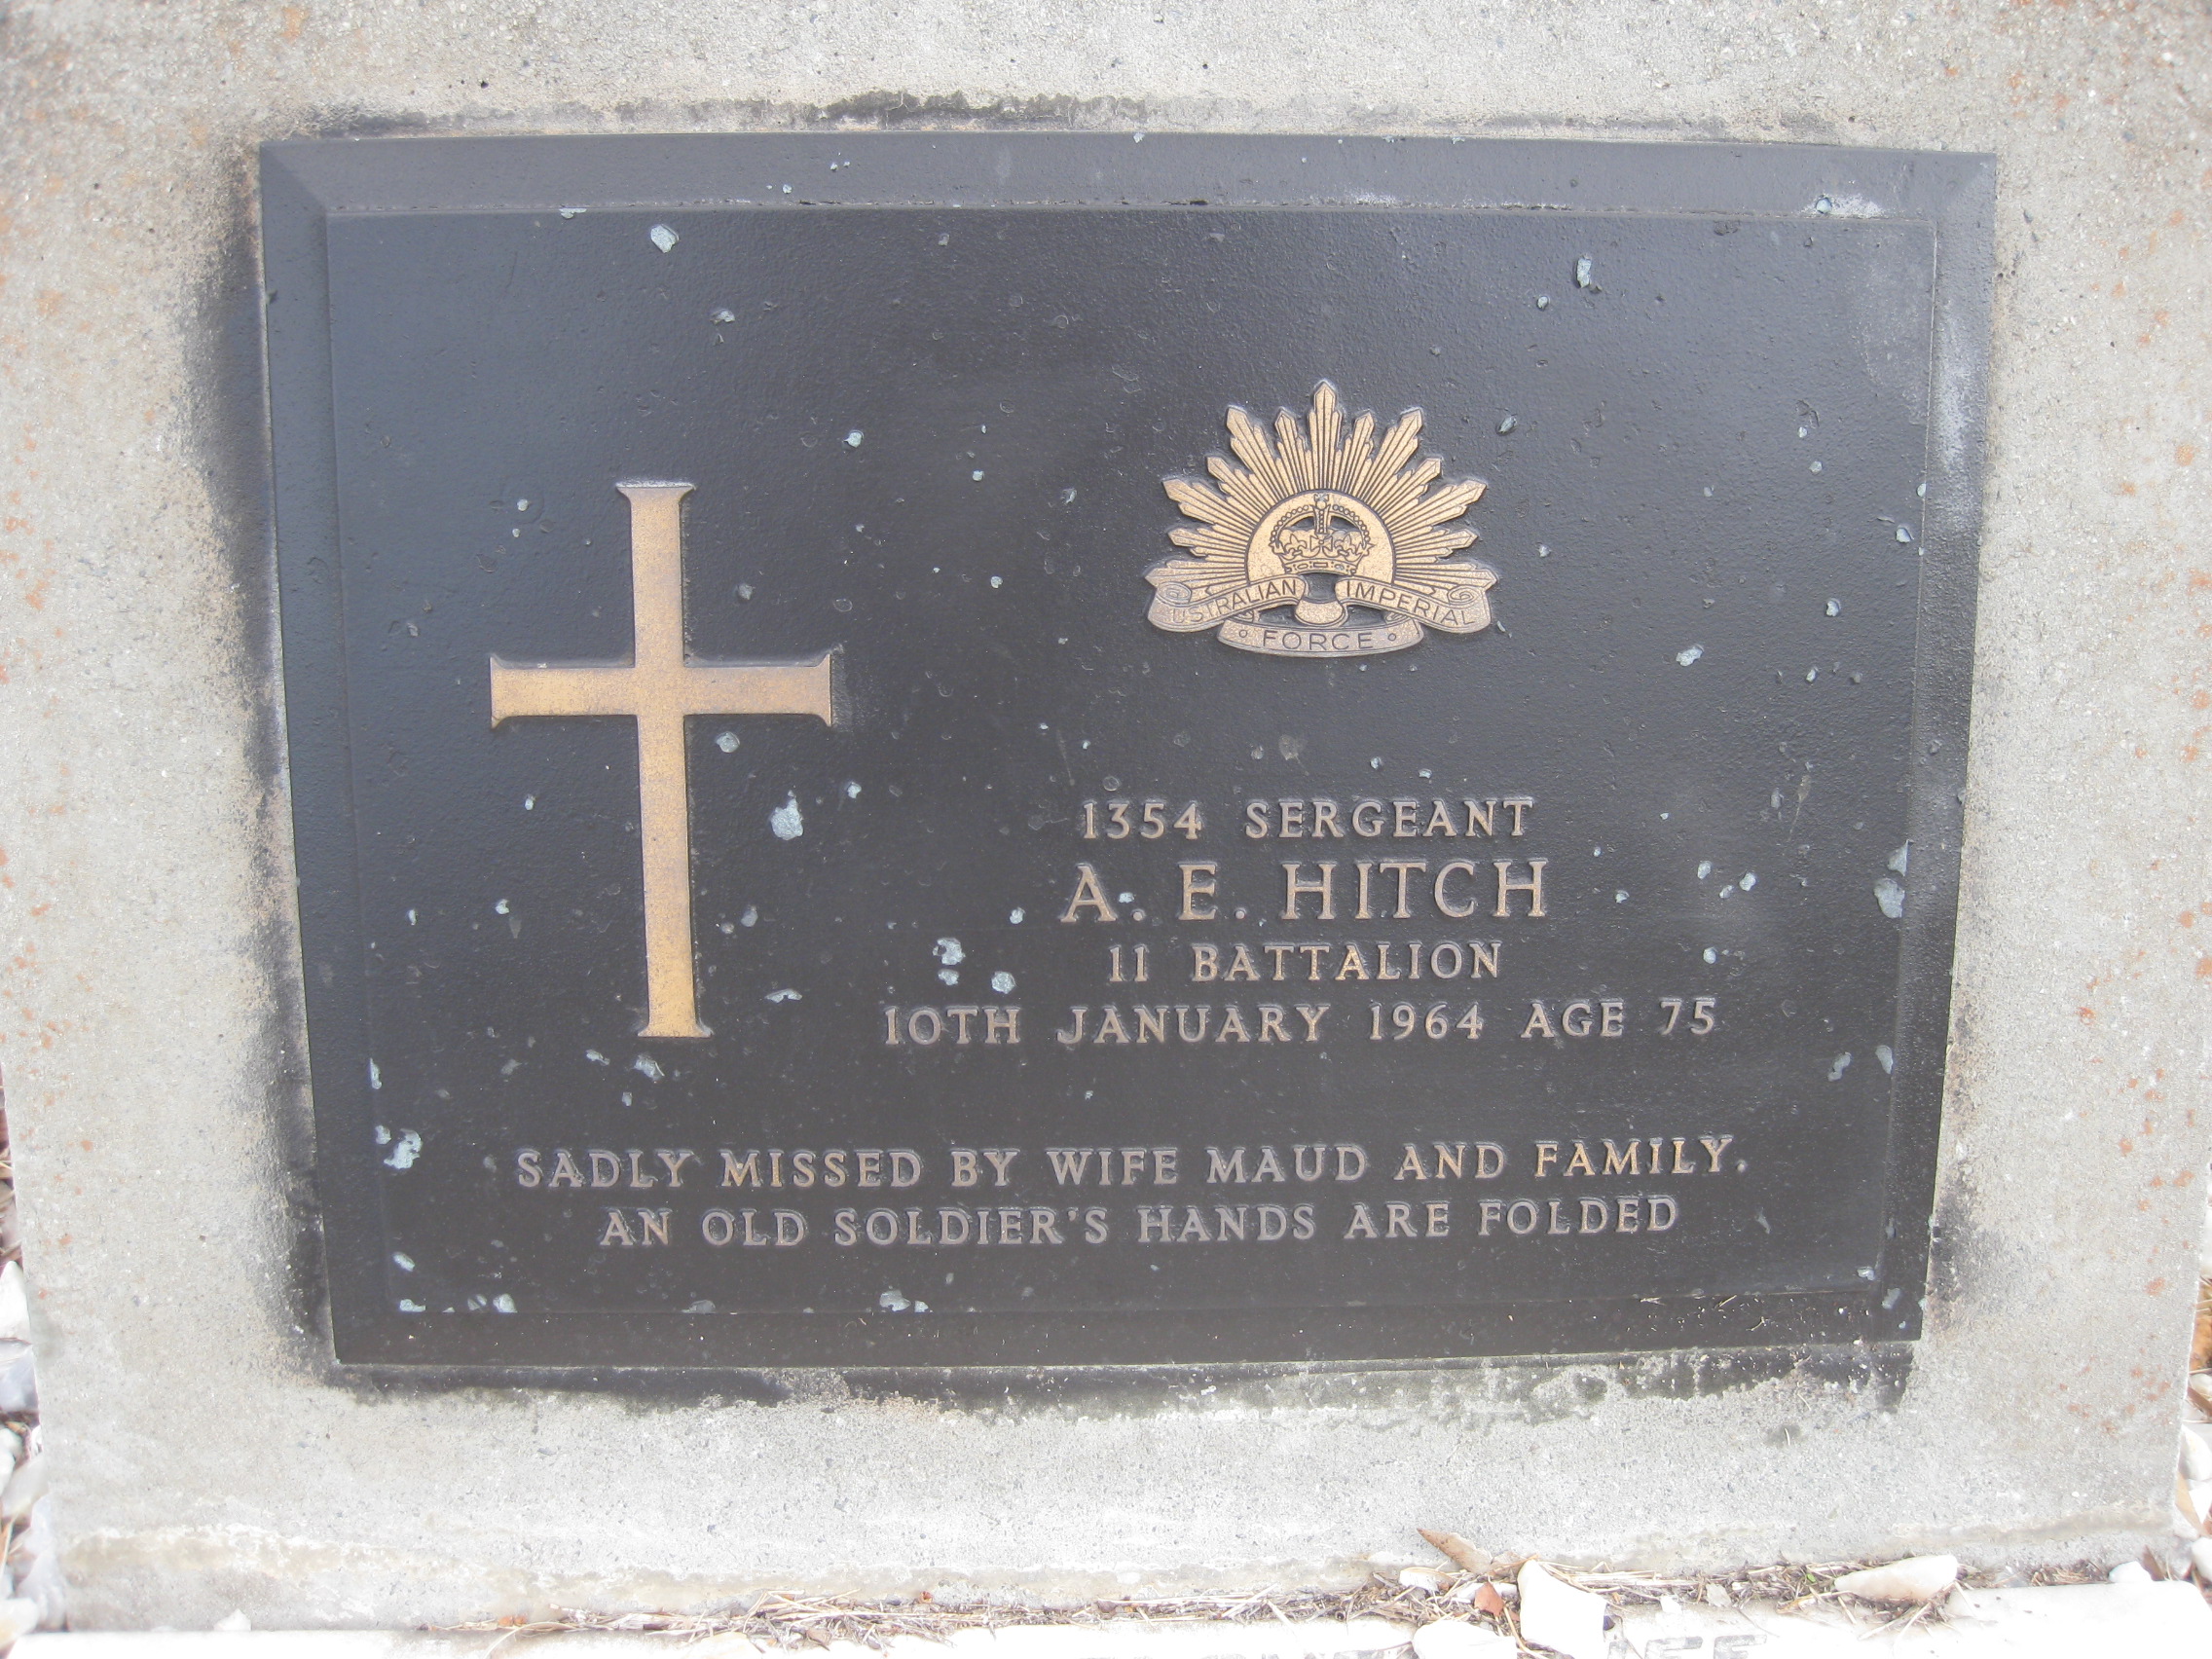 AUSTRALIAN IMPERIAL
FORCE
1354 SERGEANT
A. E. HITCH
11 BATTALION
10TH JANUARY 1964 AGE 75
SADLY MISSED BY WIFE MAUD AND FAMILY.
AN OLD SOLDIER'S HANDS ARE FOLDED